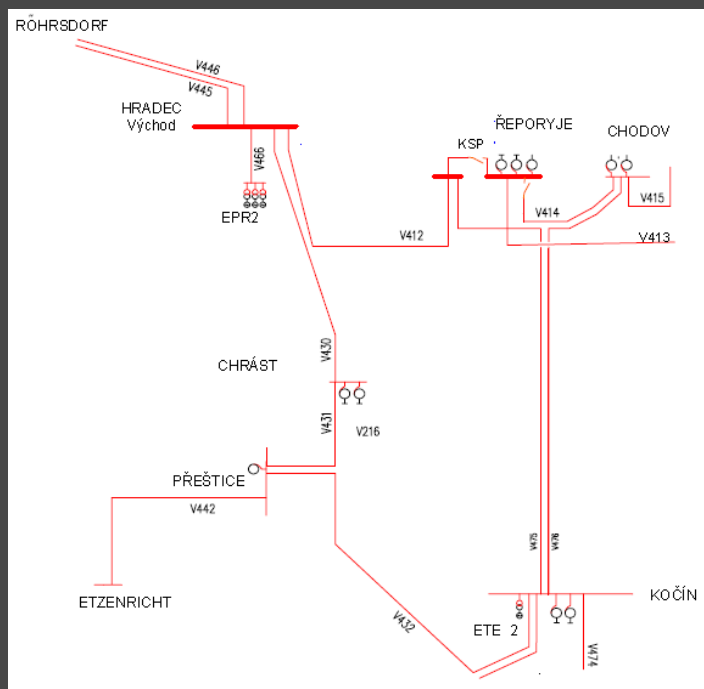 RÖHRSDORF
V446
V445
HRADEC
Východ
V466
EPR2
KSP
ŘEPORYJE
CHODOV
V415
V414
V413
V412
V430
CHRÁST
V431
V216
PŘEŠTICE
V442
ETZENRICHT
V432
V475
V476
KOČÍN
ETE 2
V474